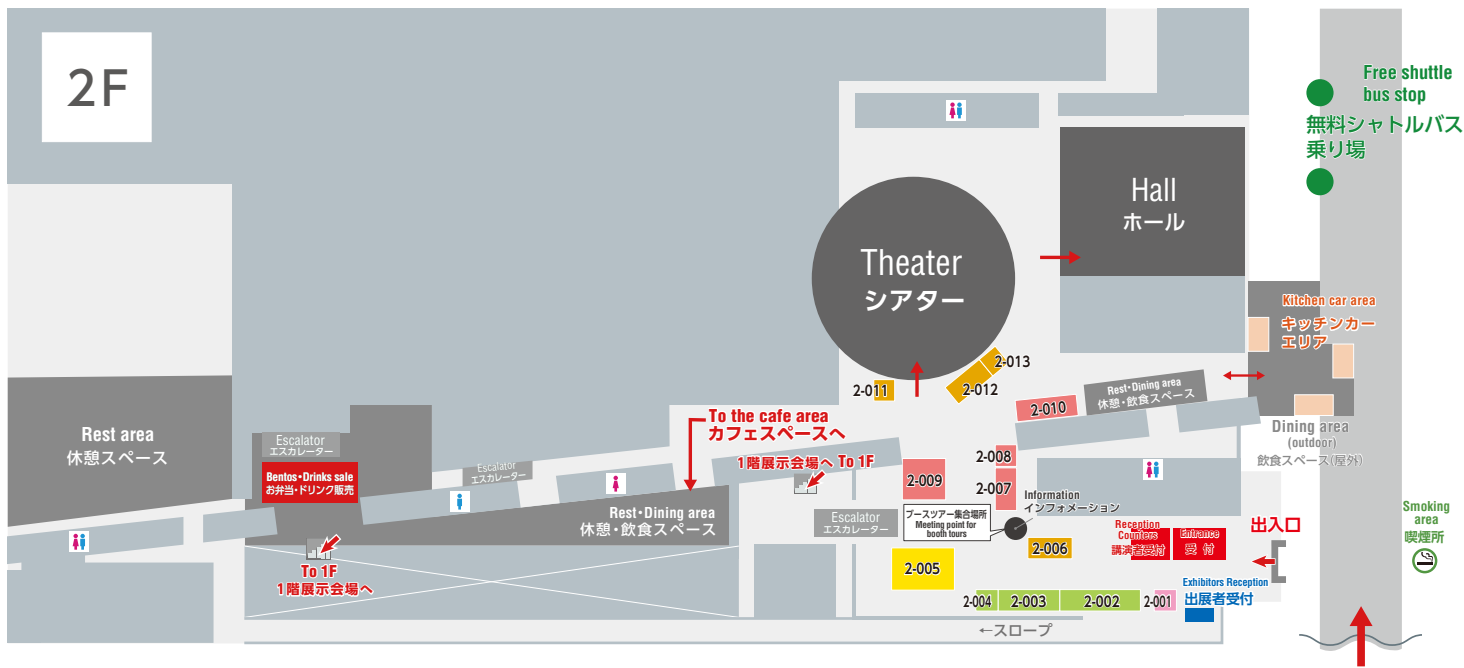 2F
Free shuttle
bus stop
無料シャトルバス
乗り場
Hall
ホール
Theater
シアター
Kitchen car area
キッチンカー
エリア
2-013
2-011
2-012
Rest・Dining area
休憩・飲食スペース
2-010
To the cafe area
カフェスペースへ
Dining area
(outdoor)
飲食スペース(屋外)
Rest area
休憩スペース
Escalator
エスカレーター
Bentos・Drinks sale
お弁当・ドリンク販売
Escalator
エスカレーター
1階展示会場へ To 1F
2-008
2-009
2-007
Rest・Dining area
休憩・飲食スペース
Escalator
エスカレーター
ブースツアー集合場所
Meeting point for
booth tours
Information
インフォメーション
2-006
Reception
Counters
講演者受付
Entrance
受 付
出入口
Smoking
area
喫煙所
To 1F
1階展示会場へ
2-005
Exhibitors Reception
出展者受付
2-004
2-003
2-002
2-001
←スロープ